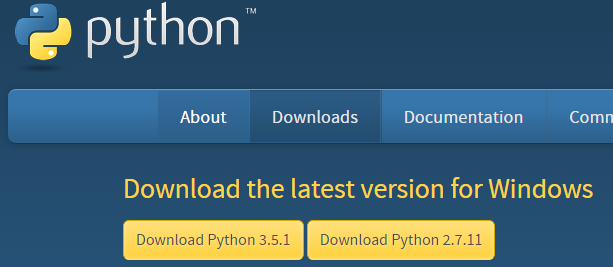 python™
About Downloads Documentation Comm
Download the latest version for Windows
Download Python 3.5.1 Download Python 2.7.11